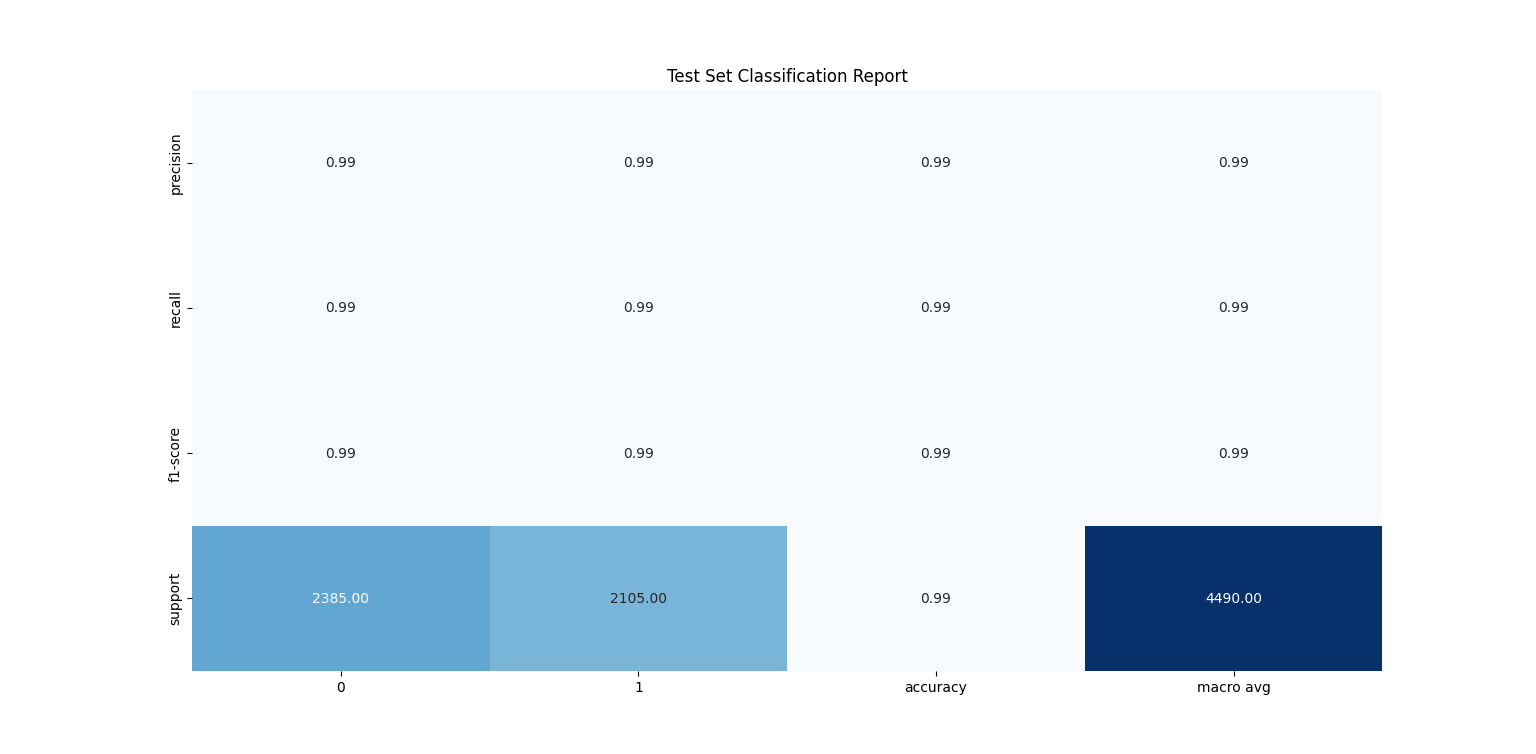 Test Set Classification Report
precision 0.99 0.99 0.99 0.99
recall 0.99 0.99 0.99 0.99
f1-score 0.99 0.99 0.99 0.99
support 2385.00 2105.00 0.99 4490.00
0 1 accuracy macro avg